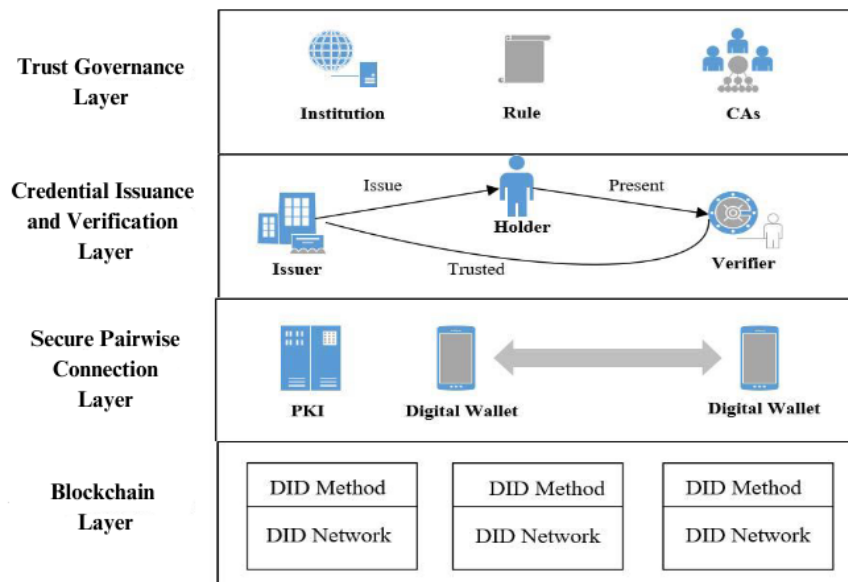 Trust Governance
Layer
Institution
Rule
CAs
Credential Issuance
and Verification
Layer
Issue
Present
Holder
Issuer
Trusted
Verifier
Secure Pairwise
Connection
Layer
PKI
Digital Wallet
Digital Wallet
Blockchain
Layer
DID Method
DID Network
DID Method
DID Network
DID Method
DID Network